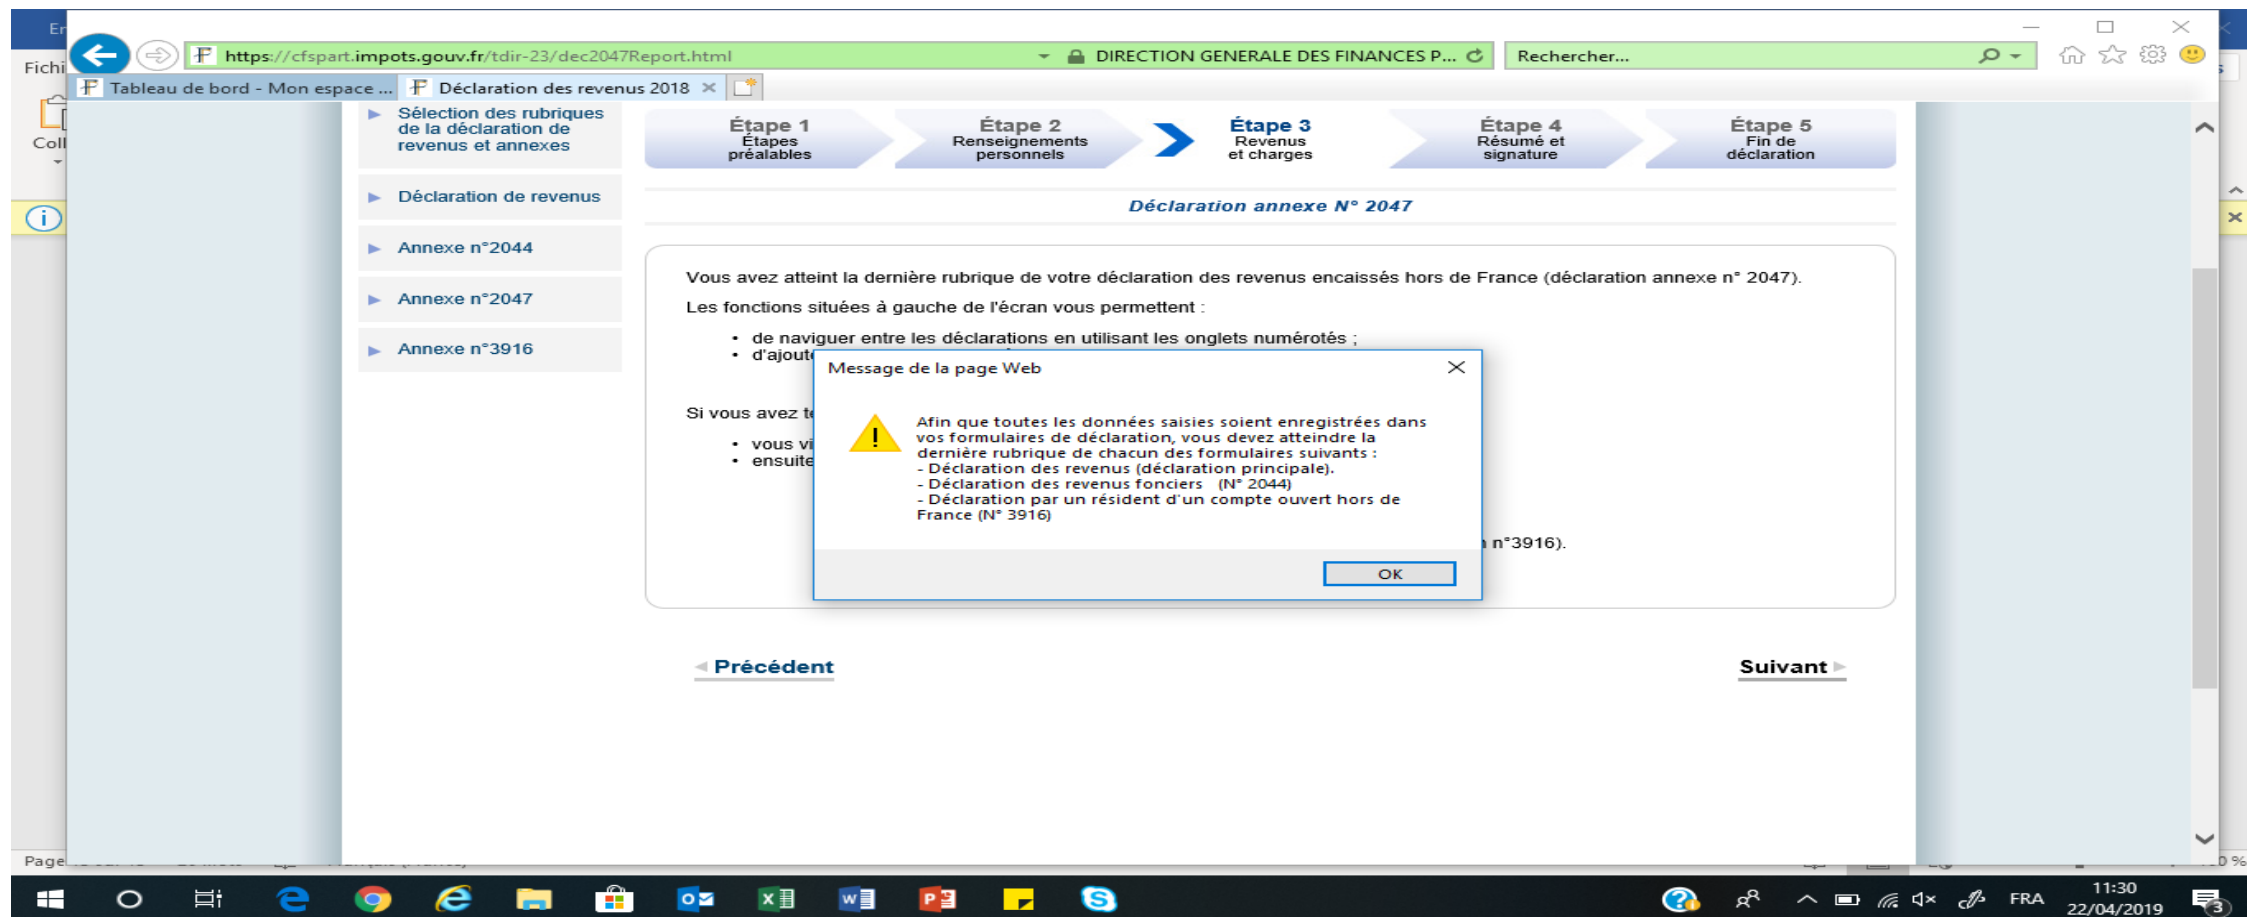 https://cfspart.impots.gouv.fr/tdir-23/dec2047Report.html
DIRECTION GENERALE DES FINANCES P...
Rechercher...
Fichi
Tableau de bord - Mon espace ...
Déclaration des revenus 2018
Coll
Sélection des rubriques
de la déclaration de
revenus et annexes
Déclaration de revenus
Annexe n°2044
Annexe n°2047
Annexe n°3916
Étape 1
Étapes
préalables
Étape 2
Renseignements
personnels
Étape 3
Revenus
et charges
Étape 4
Résumé et
signature
Étape 5
Fin de
déclaration
Déclaration annexe N° 2047
Vous avez atteint la dernière rubrique de votre déclaration des revenus encaissés hors de France (déclaration annexe n° 2047).
Les fonctions situées à gauche de l'écran vous permettent :
• de naviguer entre les déclarations en utilisant les onglets numérotés ;
• d'ajout
Si vous avez t
• vous vi
• ensuite
n°3916).
Message de la page Web
Afin que toutes les données saisies soient enregistrées dans
vos formulaires de déclaration, vous devez atteindre la
dernière rubrique de chacun des formulaires suivants :
- Déclaration des revenus (déclaration principale).
- Déclaration des revenus fonciers (N° 2044)
- Déclaration par un résident d'un compte ouvert hors de
France (N° 3916)
OK
Précédent
Suivant
Page
0 %
FRA
11:30
22/04/2019
3